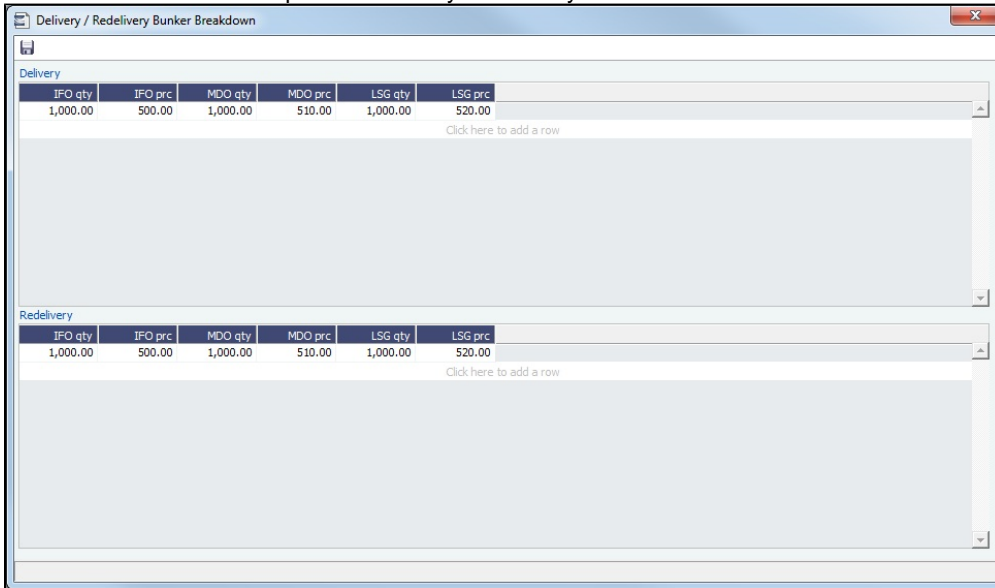 Delivery / Redelivery Bunker Breakdown
Delivery
IFO qty IFO prc MDO qty MDO prc LSG qty LSG prc
1,000.00 500.00 1,000.00 510.00 1,000.00 520.00
Click here to add a row
Redelivery
IFO qty IFO prc MDO qty MDO prc LSG qty LSG prc
1,000.00 500.00 1,000.00 510.00 1,000.00 520.00
Click here to add a row